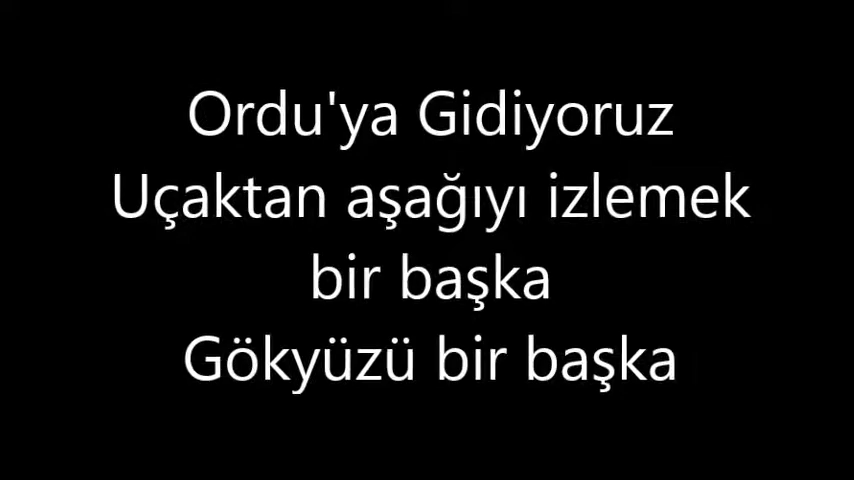 Ordu'ya Gidiyoruz
Uçaktan aşağıyı izlemek
bir başka
Gökyüzü bir başka